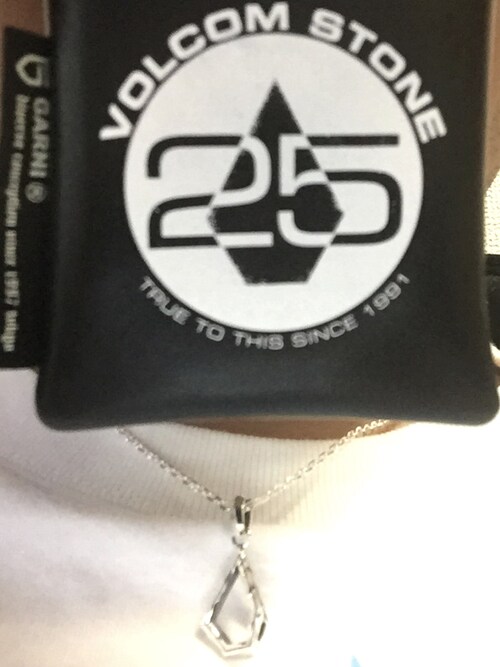 VOLCOM STONE
25
TRUE TO THIS SINCE 1991
GARNI ®